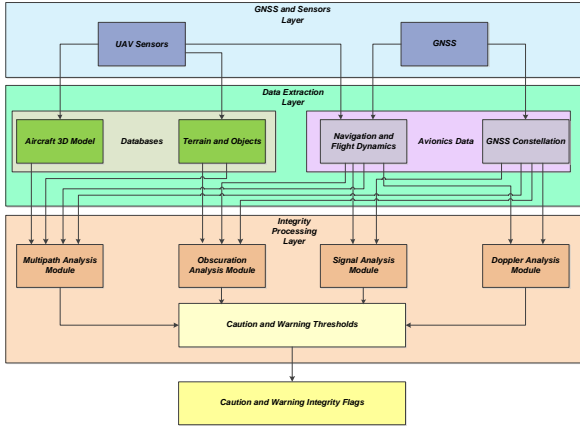 GNSS and Sensors
Layer
UAV Sensors
GNSS
Data Extraction
Layer
Aircraft 3D Model
Databases
Terrain and Objects
Navigation and
Flight Dynamics
Avionics Data
GNSS Constellation
Integrity
Processing
Layer
Multipath Analysis
Module
Obscuration
Analysis Module
Signal Analysis
Module
Doppler Analysis
Module
Caution and Warning Thresholds
Caution and Warning Integrity Flags